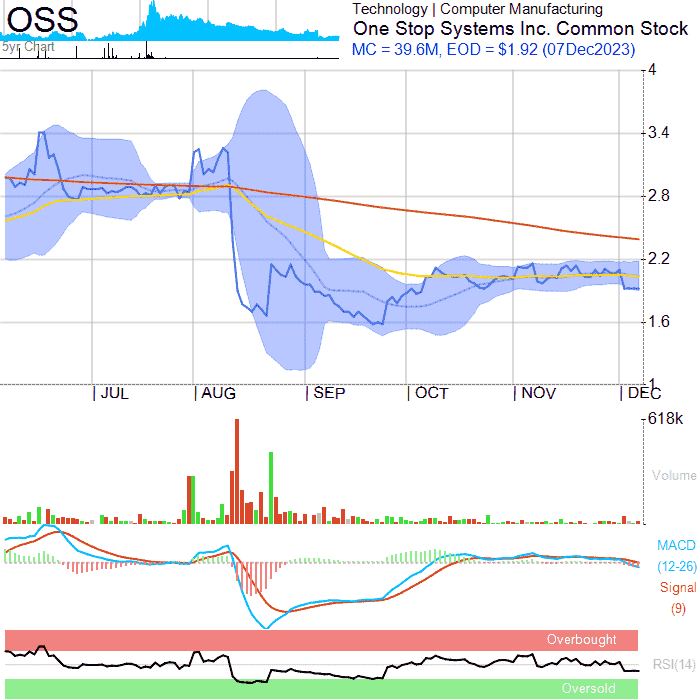 OSS
5yr Chart
Technology | Computer Manufacturing
One Stop Systems Inc. Common Stock
MC = 39.6M, EOD = $1.92 (07Dec2023)
4
3.4
2.8
2.2
1.6
1
JUL
AUG
SEP
OCT
NOV
DEC
618k
Volume
MACD
(12-26)
Signal
(9)
Overbought
RSI(14)
Oversold